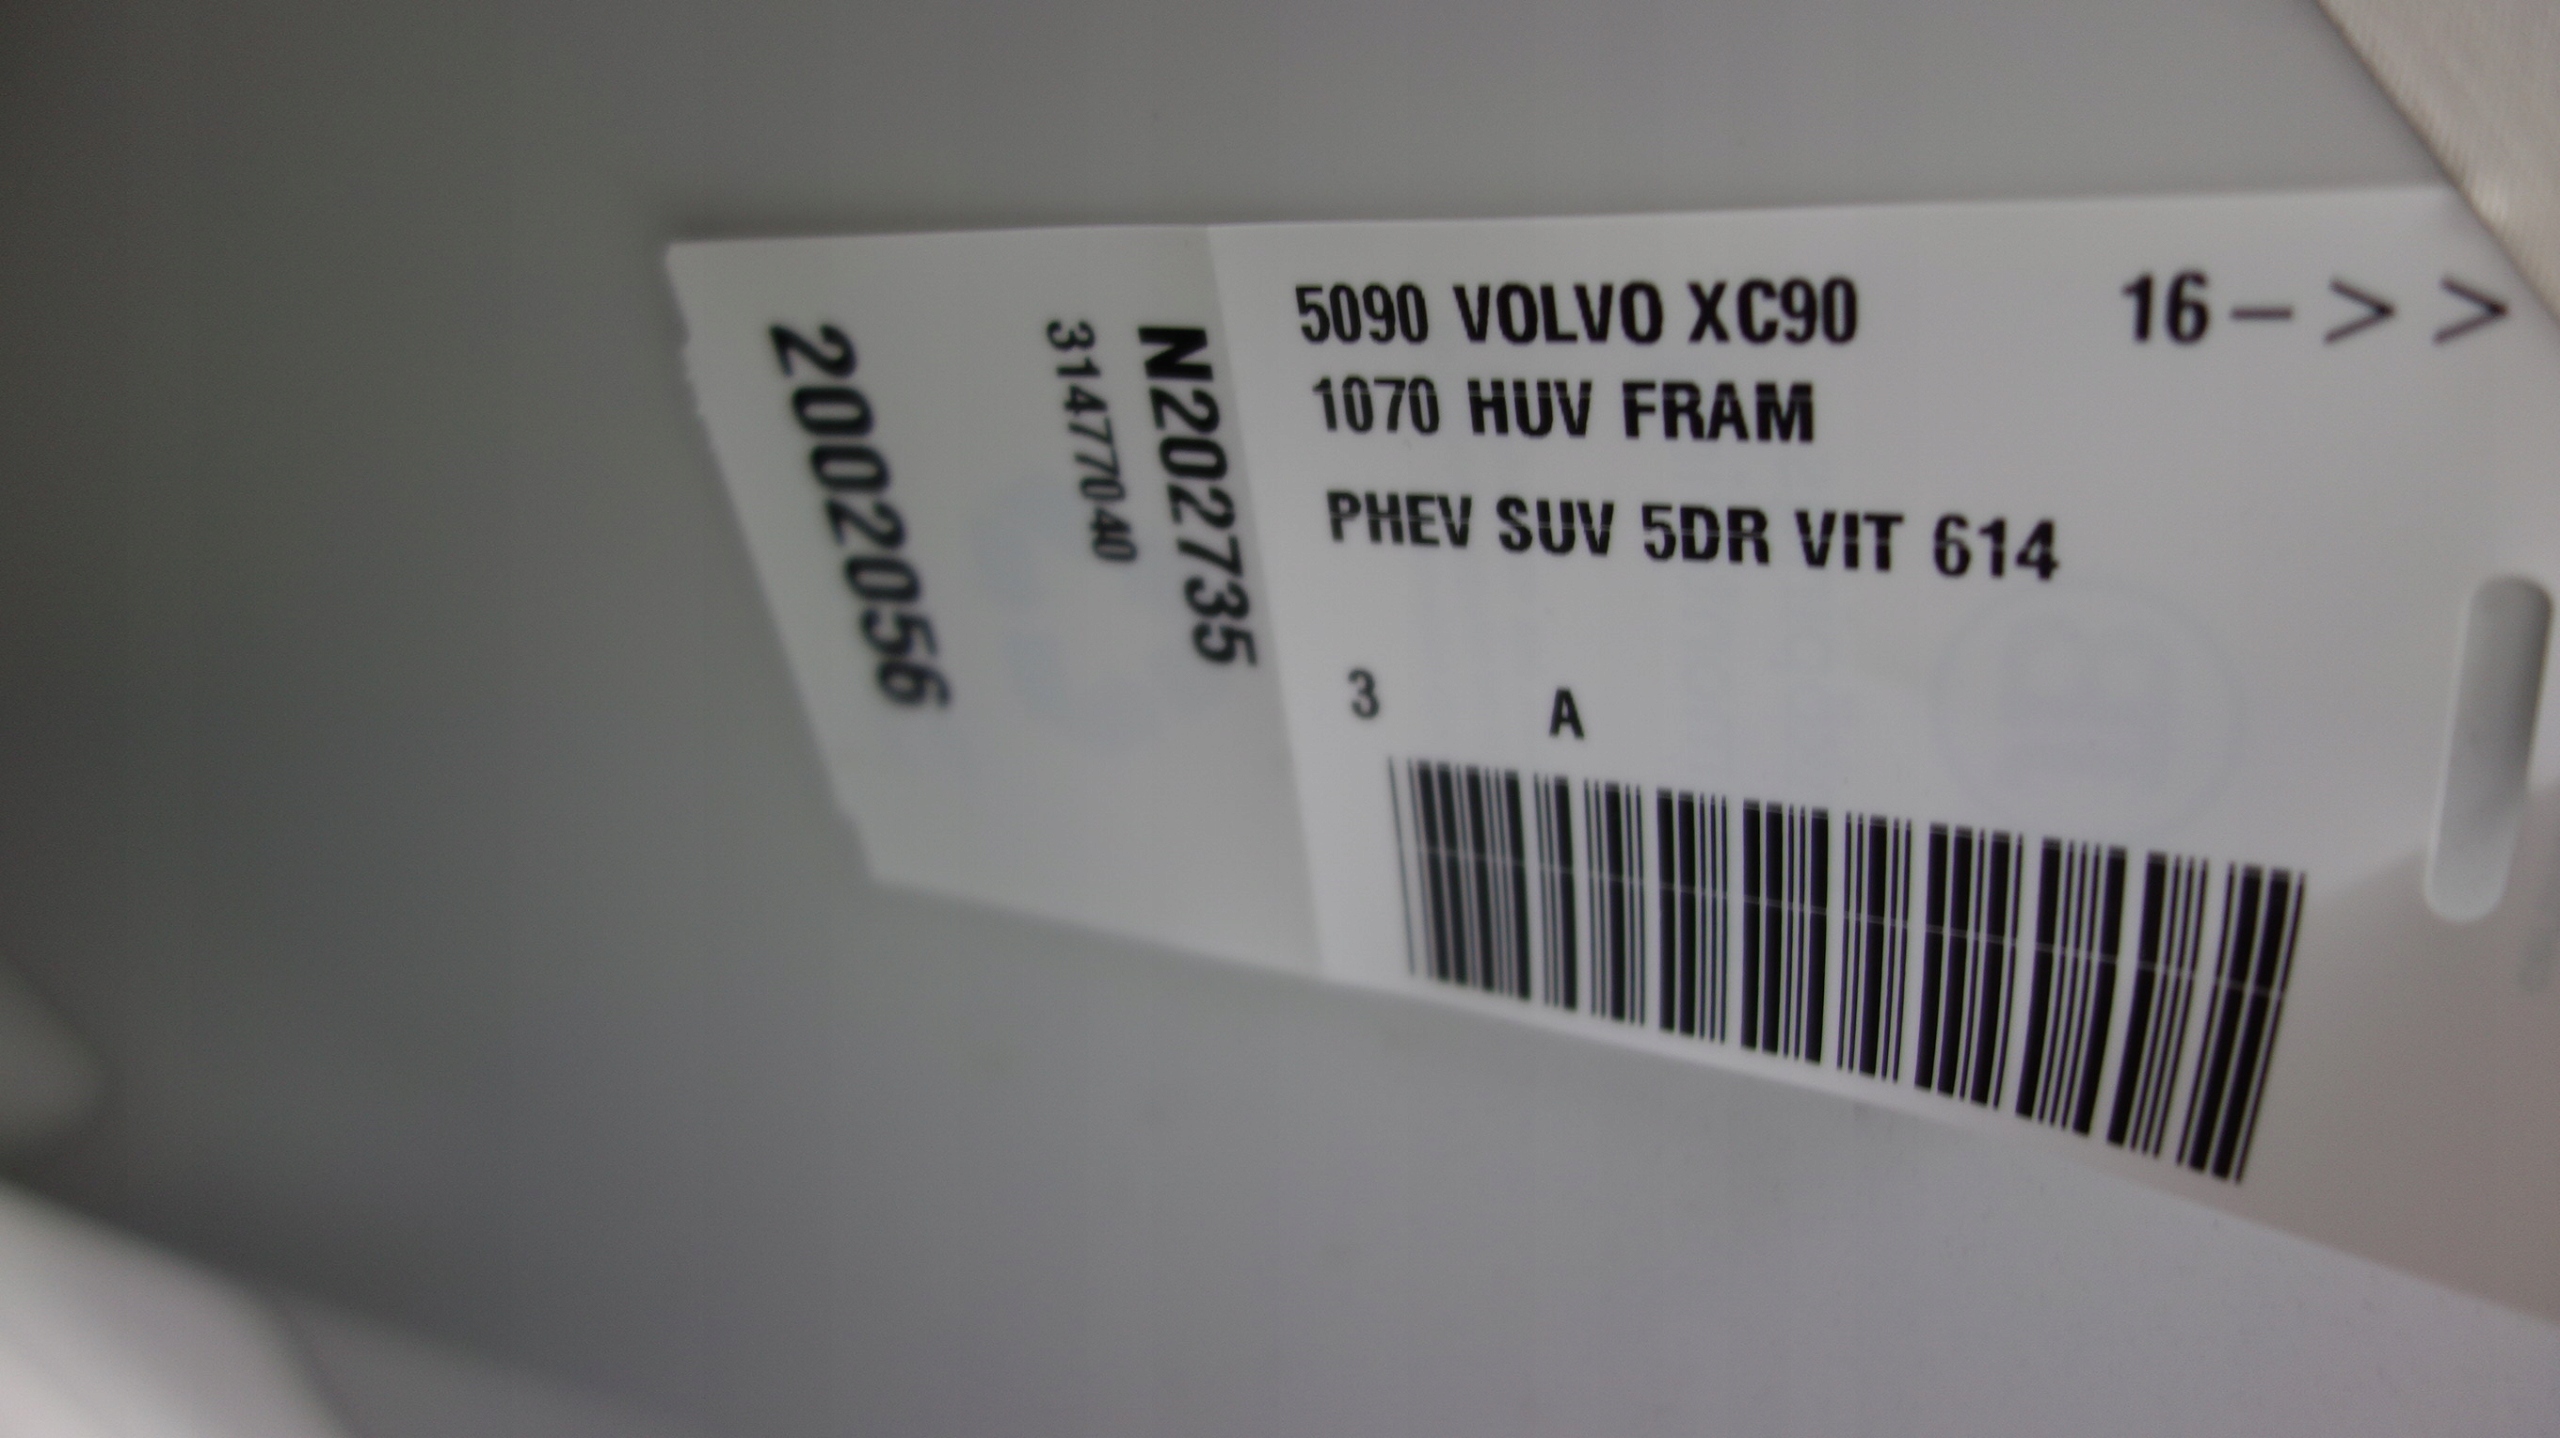 5090 VOLVO XC90 16-> >
1070 HUV FRAM
PHEV SUV 5DR VIT 614
3 A
N202735
31477040
2002056